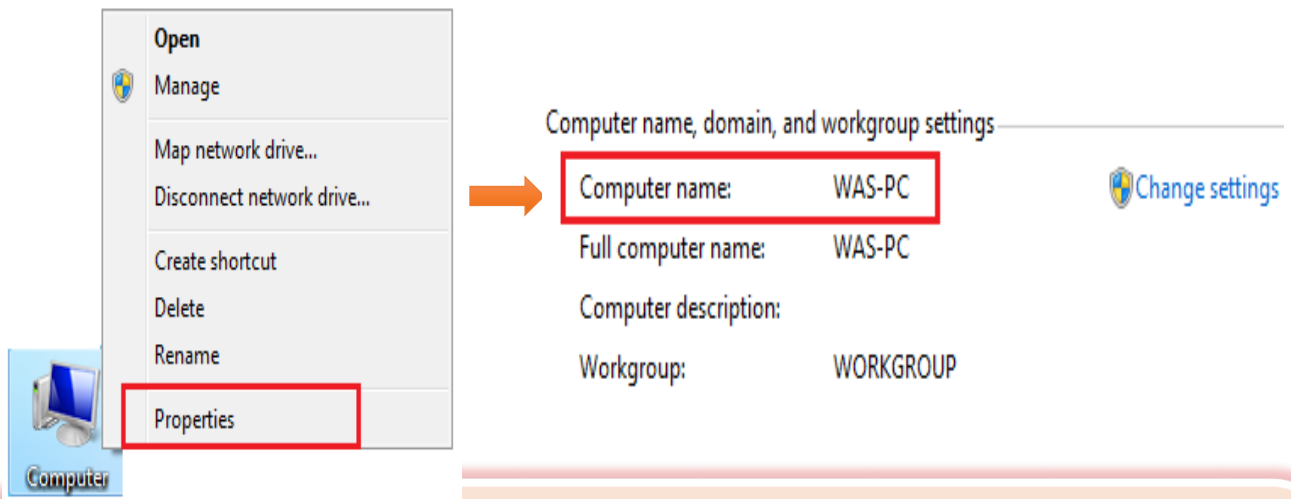 Open
Manage
Map network drive...
Disconnect network drive...
Create shortcut
Delete
Rename
Properties
Computer
Computer name, domain, and workgroup settings
Computer name: WAS-PC
Change settings
Full computer name: WAS-PC
Computer description:
Workgroup: WORKGROUP